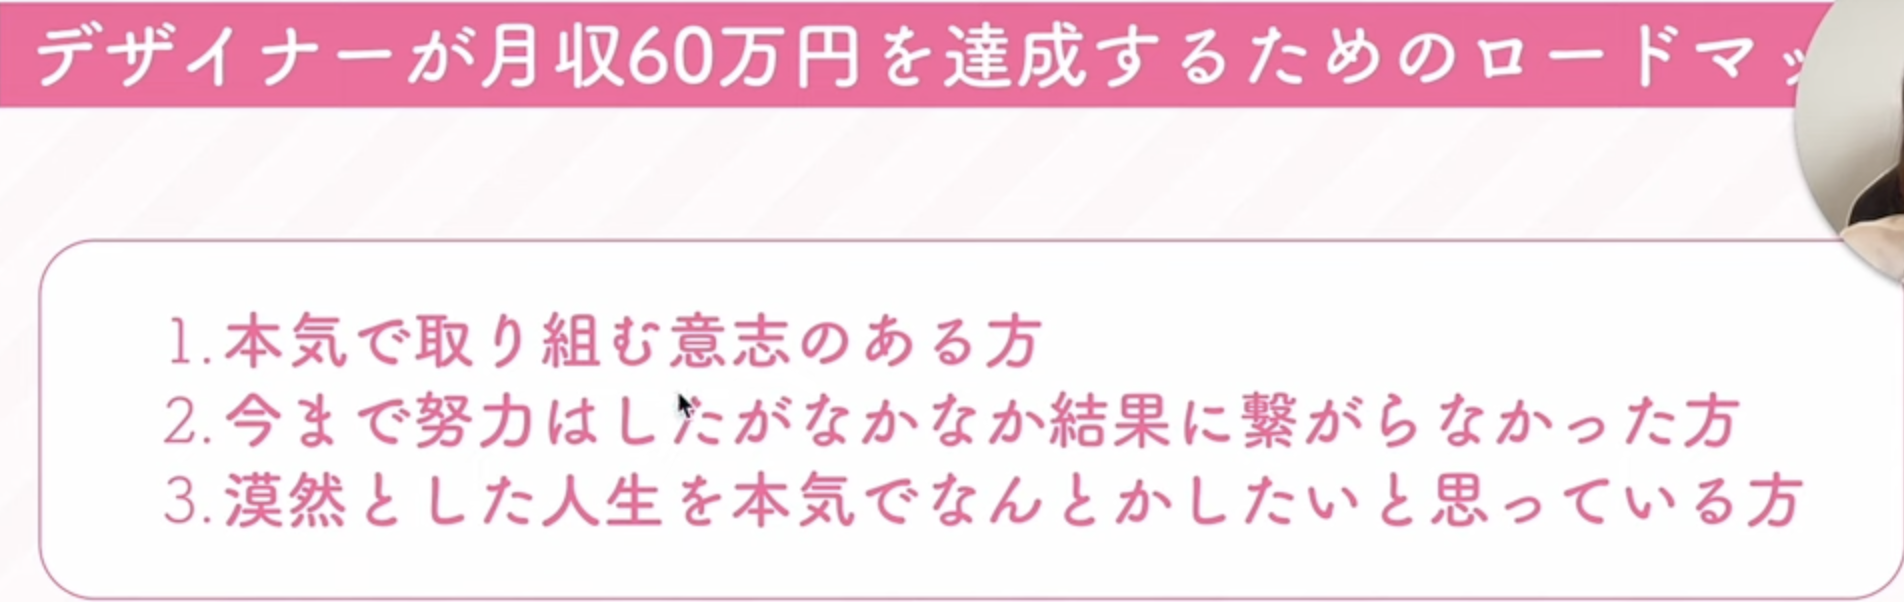 デザイナーが月収60万円を達成するためのロードマッ
1.本気で取り組む意志のある方
2.今まで努力はしたがなかなか結果に繋がらなかった方
3.漠然とした人生を本気でなんとかしたいと思っている方